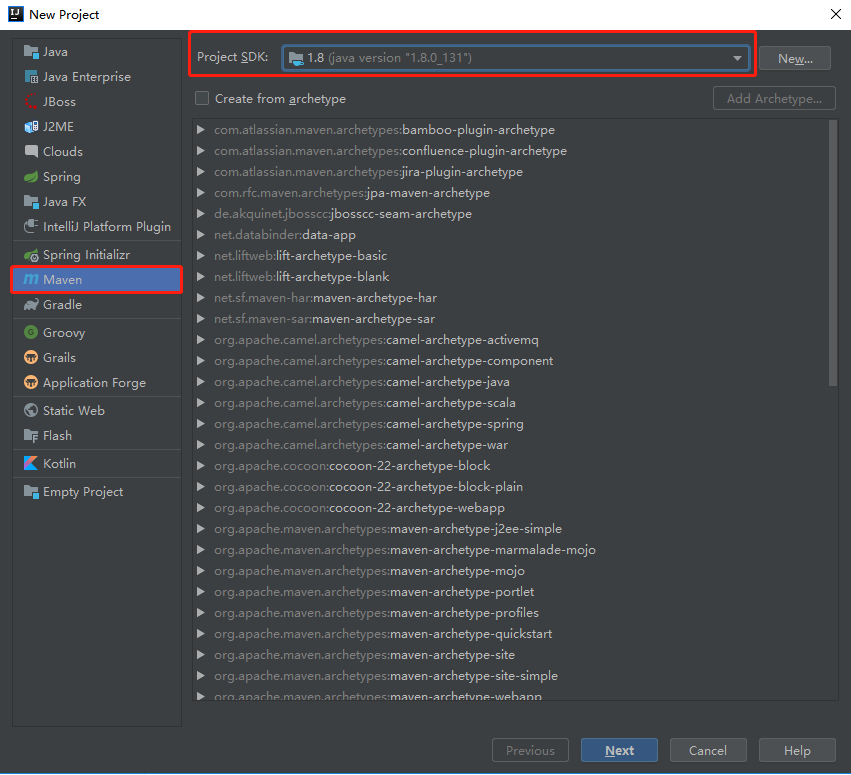 New Project
Java
Java Enterprise
JBoss
J2ME
Clouds
Spring
Java FX
IntelliJ Platform Plugin
Spring Initializr
Maven
Gradle
Groovy
Grails
Application Forge
Static Web
Flash
Kotlin
Empty Project
Project SDK: 1.8 (java version "1.8.0_131") New...
Create from archetype Add Archetype...
com.atlassian.maven.archetypes:bamboo-plugin-archetype
com.atlassian.maven.archetypes:confluence-plugin-archetype
com.atlassian.maven.archetypes:jira-plugin-archetype
com.rfc.maven.archetypes:jpa-maven-archetype
de.akquinet.jbosscc:jbosscc-seam-archetype
net.databinder:data-app
net.liftweb:lift-archetype-basic
net.liftweb:lift-archetype-blank
net.sf.maven-har:maven-archetype-har
net.sf.maven-sar:maven-archetype-sar
org.apache.camel.archetypes:camel-archetype-activemq
org.apache.camel.archetypes:camel-archetype-component
org.apache.camel.archetypes:camel-archetype-java
org.apache.camel.archetypes:camel-archetype-scala
org.apache.camel.archetypes:camel-archetype-spring
org.apache.camel.archetypes:camel-archetype-war
org.apache.cocoon:cocoon-22-archetype-block
org.apache.cocoon:cocoon-22-archetype-block-plain
org.apache.cocoon:cocoon-22-archetype-webapp
org.apache.maven.archetypes:maven-archetype-j2ee-simple
org.apache.maven.archetypes:maven-archetype-marmalade-mojo
org.apache.maven.archetypes:maven-archetype-mojo
org.apache.maven.archetypes:maven-archetype-portlet
org.apache.maven.archetypes:maven-archetype-profiles
org.apache.maven.archetypes:maven-archetype-quickstart
org.apache.maven.archetypes:maven-archetype-site
org.apache.maven.archetypes:maven-archetype-site-simple
org.apache.maven.archetypes:maven-archetype-webapp
Previous Next Cancel Help